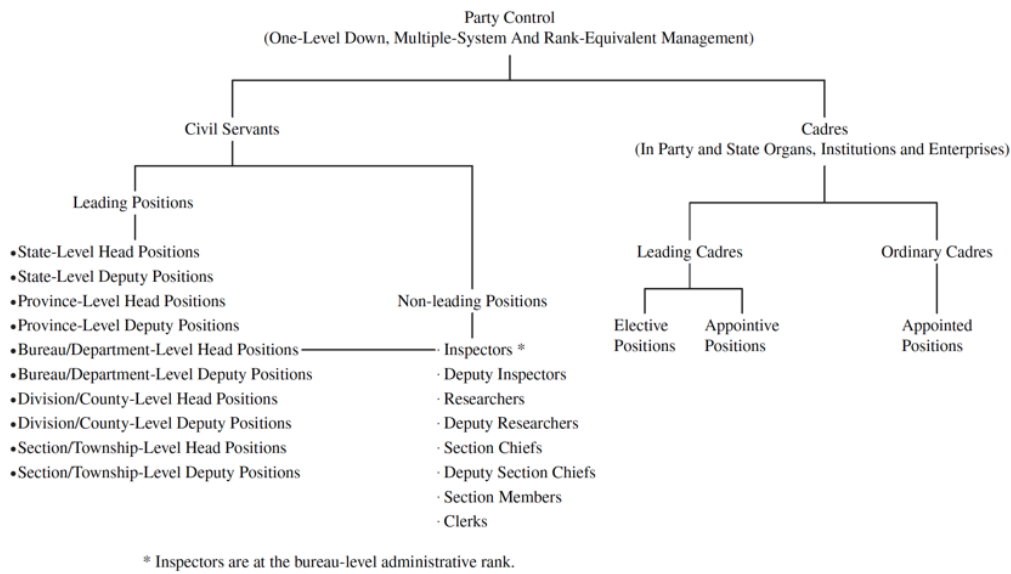 Party Control
(One-Level Down, Multiple-System And Rank-Equivalent Management)
Civil Servants
Cadres
(In Party and State Organs, Institutions and Enterprises)
Leading Positions
•State-Level Head Positions
•State-Level Deputy Positions
•Province-Level Head Positions
•Province-Level Deputy Positions
•Bureau/Department-Level Head Positions
•Bureau/Department-Level Deputy Positions
•Division/County-Level Head Positions
•Division/County-Level Deputy Positions
•Section/Township-Level Head Positions
•Section/Township-Level Deputy Positions
Non-leading Positions
· Inspectors *
· Deputy Inspectors
· Researchers
· Deputy Researchers
· Section Chiefs
· Deputy Section Chiefs
· Section Members
· Clerks
Leading Cadres
Elective
Positions
Appointive
Positions
Ordinary Cadres
Appointed
Positions
* Inspectors are at the bureau-level administrative rank.